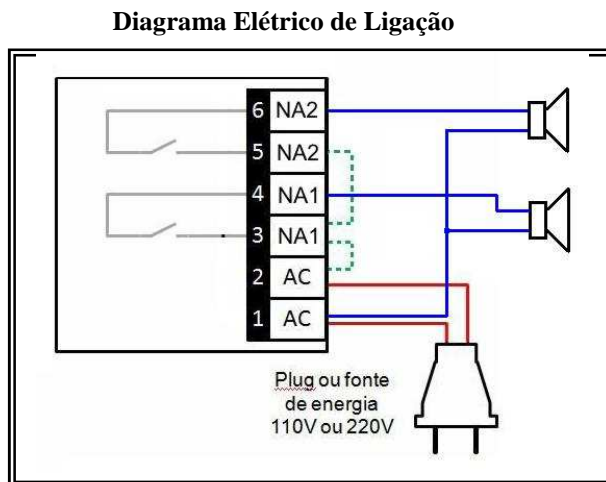 Diagrama Elétrico de Ligação
6 NA2
5 NA2
4 NA1
3 NA1
2 AC
1 AC
Plug ou fonte
de energia
110V ou 220V